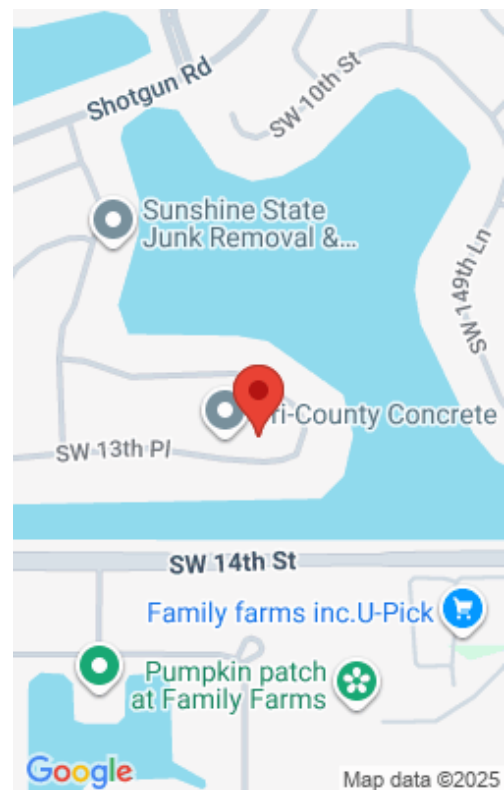 Shotgun Rd
SW 10th St
Sunshine State
Junk Removal &...
SW 149th Ln
ri-County Concrete
SW 13th Pl
SW 14th St
Family farms inc.U-Pick
Pumpkin patch
at Family Farms
Google
Map data ©2025